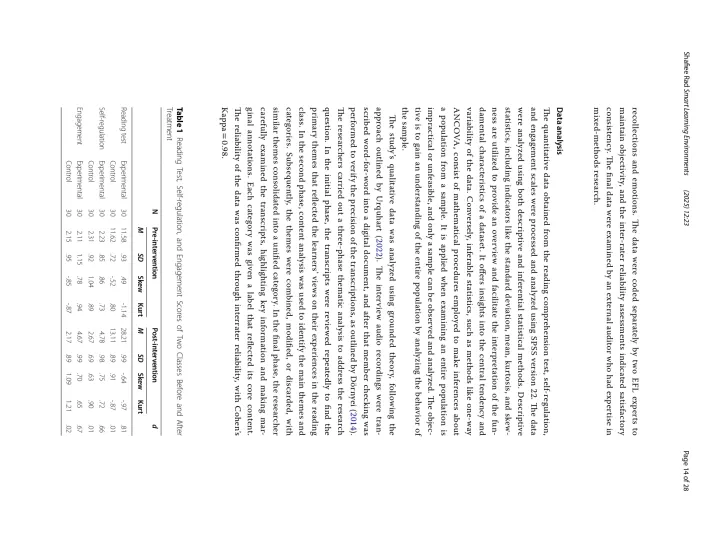 Shafiee Rad Smart Learning Environments (2025) 12:23 Page 14 of 28
recollections and emotions. The data were coded separately by two EFL experts to
maintain objectivity, and the inter-rater reliability assessments indicated satisfactory
consistency. The final data were examined by an external auditor who had expertise in
mixed-methods research.
Data analysis
The quantitative data obtained from the reading comprehension test, self-regulation,
and engagement scales were processed and analyzed using SPSS version 22. The data
were analyzed using both descriptive and inferential statistical methods. Descriptive
statistics, including indicators like the standard deviation, mean, kurtosis, and skew-
ness are utilized to provide an overview and facilitate the interpretation of the fun-
damental characteristics of a dataset. It offers insights into the central tendency and
variability of the data. Conversely, inferable statistics, such as methods like one-way
ANCOVA, consist of mathematical procedures employed to make inferences about
a population from a sample. It is applied when examining an entire population is
impractical or unfeasible, and only a sample can be observed and analyzed. The objec-
tive is to gain an understanding of the entire population by analyzing the behavior of
the sample.
The study's qualitative data was analyzed using grounded theory, following the
approach outlined by Urquhart (2022). The interview audio recordings were tran-
scribed word-for-word into a digital document, and after that member checking was
performed to verify the precision of the transcriptions, as outlined by Dörnyei (2014).
The researchers carried out a three-phase thematic analysis to address the research
question. In the initial phase, the transcripts were reviewed repeatedly to find the
primary themes that reflected the learners' views on their experiences in the reading
class. In the second phase, content analysis was used to identify the main themes and
categories. Subsequently, the themes were combined, modified, or discarded, with
similar themes consolidated into a unified category. In the final phase, the researcher
carefully examined the transcripts, highlighting key information and making mar-
ginal annotations. Each category was given a label that reflected its core content.
The reliability of the data was confirmed through interrater reliability, with Cohen's
Kappa = 0.98.
Table 1 Reading Test, Self-regulation, and Engagement Scores of Two Classes Before and After
Treatment
N Pre-intervention Post-intervention d
M SD Skew Kurt M SD Skew Kurt
Reading test Experimental 30 11.58 .93 .49 -1.14 28.21 .99 -.64 -.97 .81
Control 30 11.62 .72 -.52 .80 13.11 .89 .91 -.87 .01
Self-regulation Experimental 30 2.23 .85 .86 .73 4.78 .98 .75 .72 .66
Control 30 2.31 .92 1.04 .89 2.67 .69 .63 .90 .01
Engagement Experimental 30 2.11 1.15 .78 .94 4.67 .99 .70 .65 .67
Control 30 2.15 .95 -.85 -.87 2.17 .89 1.09 1.21 .02